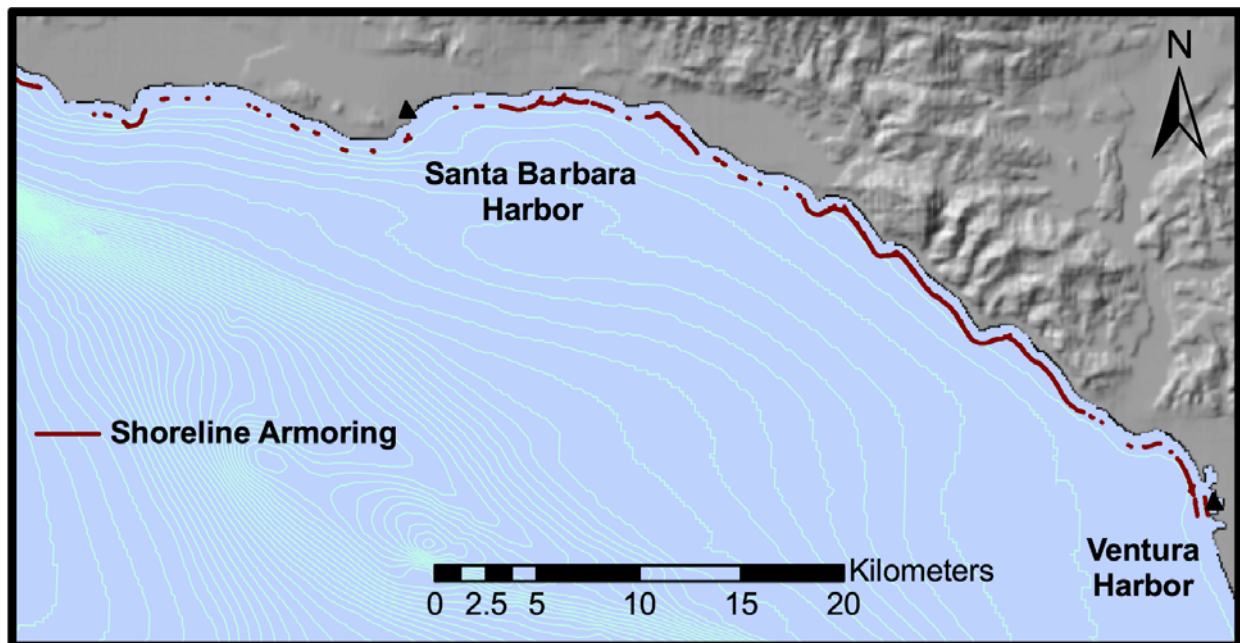 N
Santa Barbara
Harbor
Shoreline Armoring
Ventura
Harbor
Kilometers
0 2.5 5 10 15 20